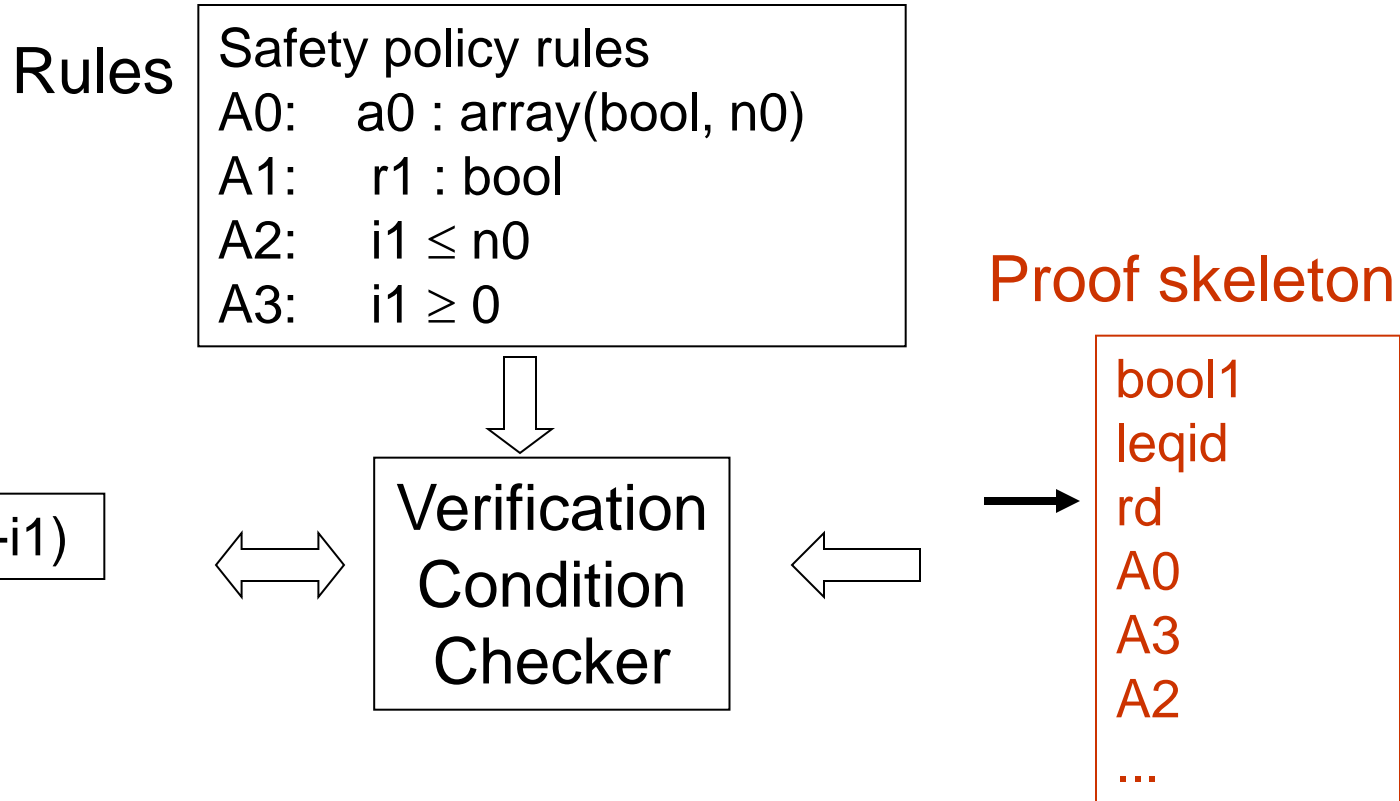 Rules
Safety policy rules
A0: a0 : array(bool, n0)
A1: r1 : bool
A2: i1 ≤ n0
A3: i1 ≥ 0
Proof skeleton
-i1)
Verification
Condition
Checker
bool1
leqid
rd
A0
A3
A2
...